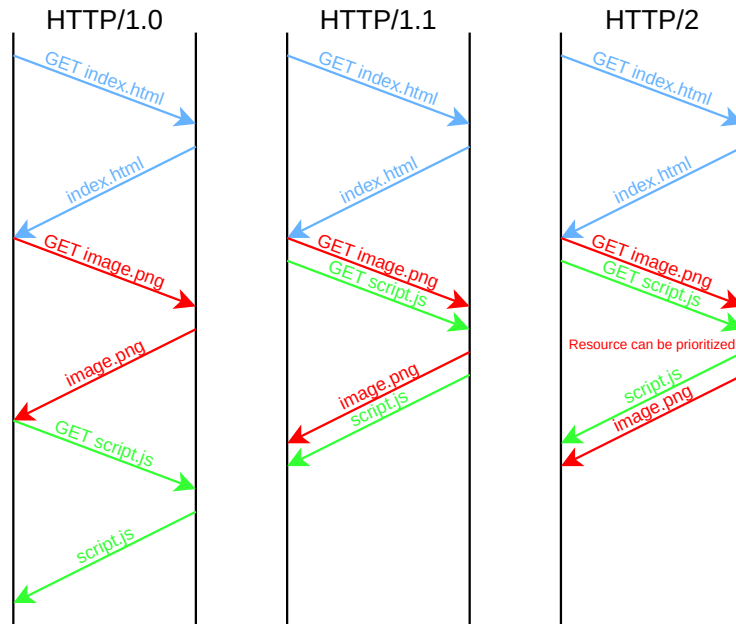 HTTP/1.0
GET index.html
index.html
GET image.png
image.png
GET script.js
script.js
HTTP/1.1
GET index.html
index.html
GET image.png
GET script.js
image.png
script.js
HTTP/2
GET index.html
index.html
GET image.png
GET script.js
Resource can be prioritized
script.js
image.png